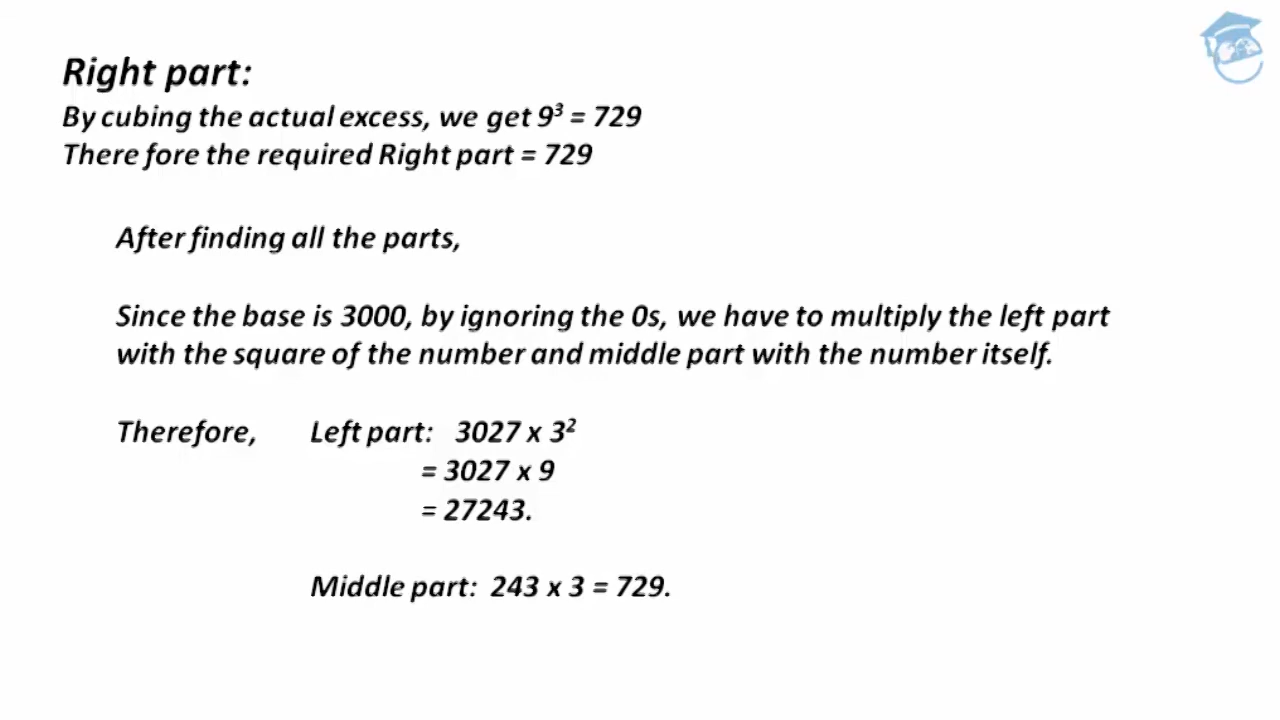 Right part:
By cubing the actual excess, we get 9³ = 729
There fore the required Right part = 729
After finding all the parts,
Since the base is 3000, by ignoring the 0s, we have to multiply the left part
with the square of the number and middle part with the number itself.
Therefore, Left part: 3027 x 3²
= 3027 x 9
= 27243.
Middle part: 243 x 3 = 729.